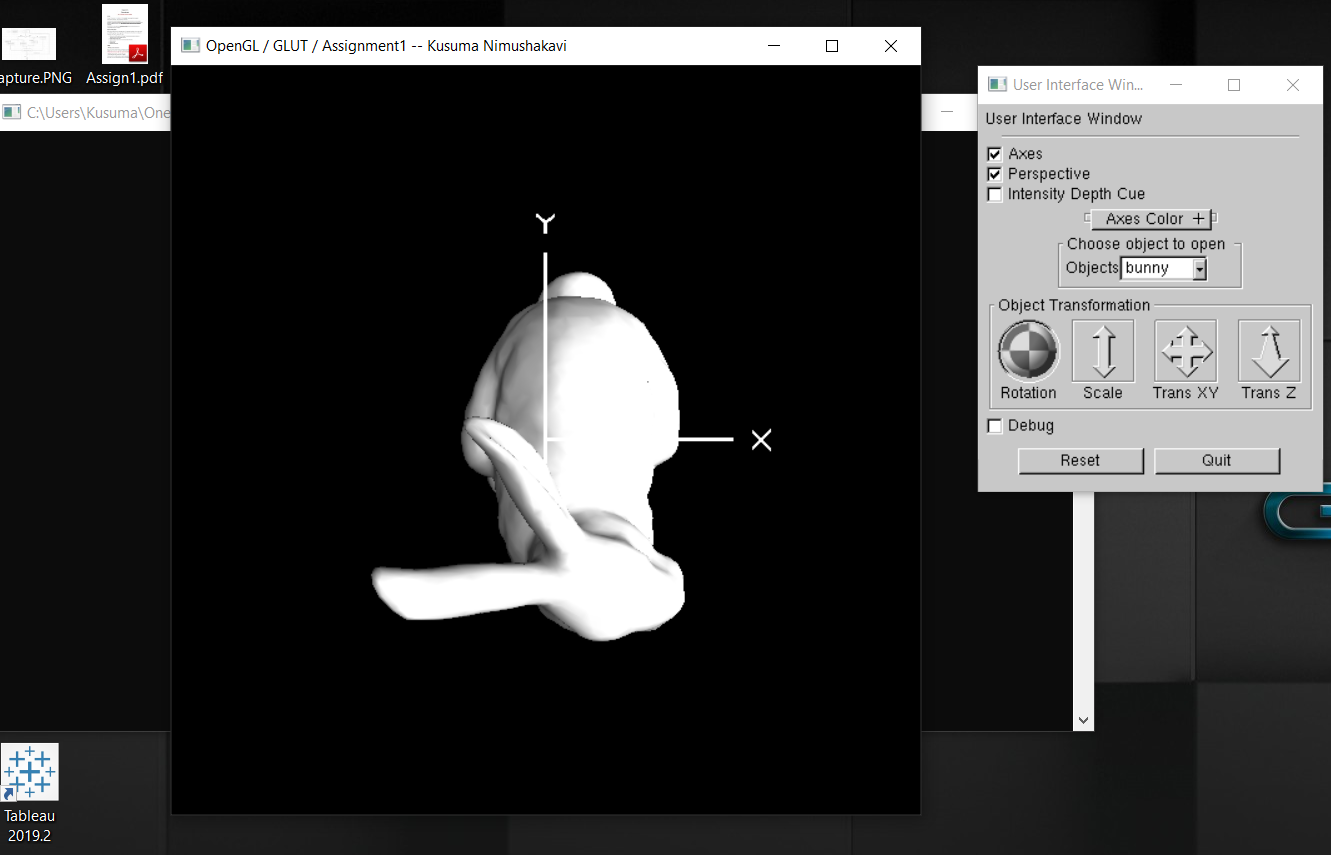 apture.PNG
Assign1.pdf
OpenGL / GLUT / Assignment1 -- Kusuma Nimushakavi
C:\Users\Kusuma\One
Y
X
User Interface Win...
User Interface Window
Axes
Perspective
Intensity Depth Cue
Axes Color +
Choose object to open
Objects bunny
Object Transformation
Rotation Scale Trans XY Trans Z
Debug
Reset Quit
Tableau
2019.2